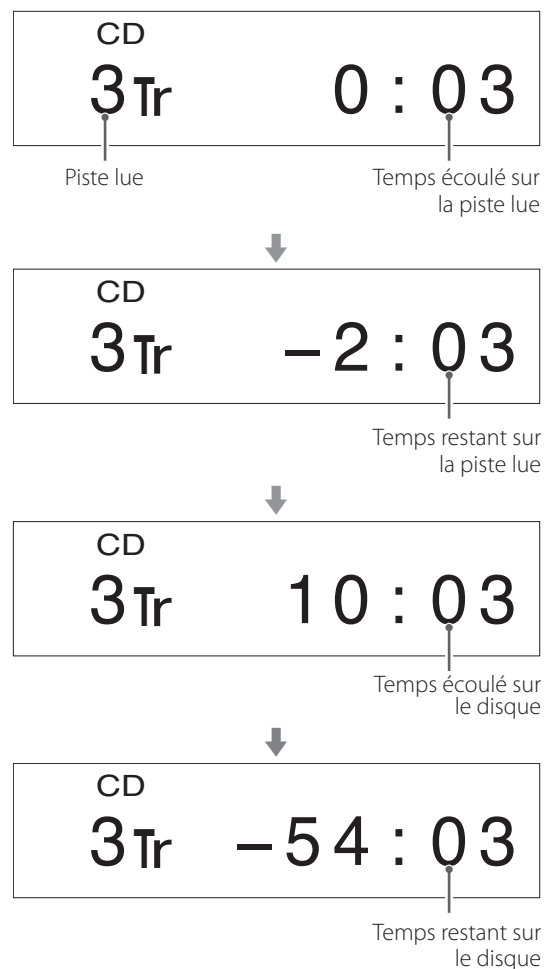 CD
3Tr 0 : 03
Piste lue
Temps écoulé sur
la piste lue
CD
3Tr –2 : 03
Temps restant sur
la piste lue
CD
3Tr 10 : 03
Temps écoulé sur
le disque
CD
3Tr –54 : 03
Temps restant sur
le disque